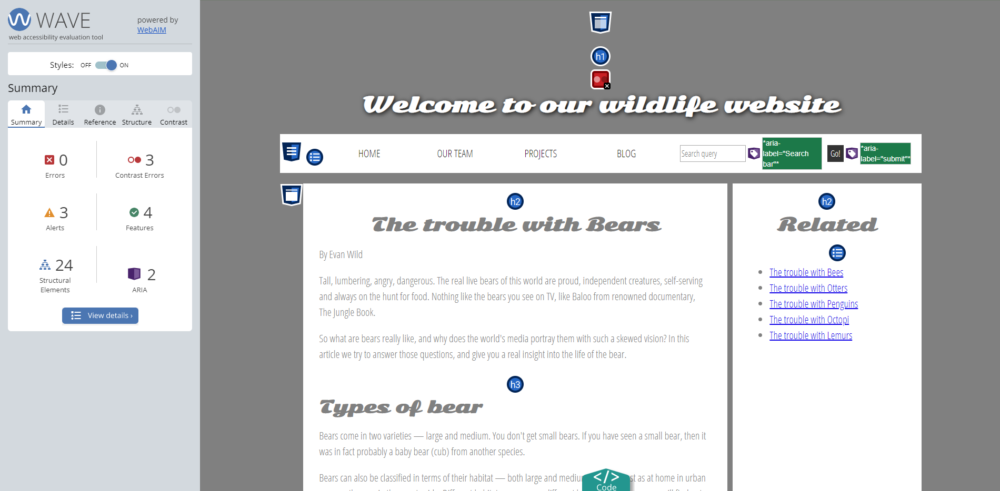 WAVE
web accessibility evaluation tool
powered by
WebAIM
Styles: OFF ON
Summary
Summary Details Reference Structure Contrast
0
Errors
3
Contrast Errors
3
Alerts
4
Features
24
Structural
Elements
2
ARIA
View details ›
h1
Welcome to our wildlife website
HOME OUR TEAM PROJECTS BLOG
Search query
*aria-
label="Search
bar"*
Go!
*aria-
label="submit"*
h2
The trouble with Bears
By Evan Wild
Tall, lumbering, angry, dangerous. The real live bears of this world are proud, independent creatures, self-serving
and always on the hunt for food. Nothing like the bears you see on TV, like Baloo from renowned documentary,
The Jungle Book.
So what are bears really like, and why does the world's media portray them with such a skewed vision? In this
article we try to answer those questions, and give you a real insight into the life of the bear.
h3
Types of bear
Bears come in two varieties — large and medium. You don't get small bears. If you have seen a small bear, then it
was in fact probably a baby bear (cub) from another species.
Bears can also be classified in terms of their habitat — both large and as at home in urban
h2
Related
The trouble with Bees
The trouble with Otters
The trouble with Penguins
The trouble with Octopi
The trouble with Lemurs
</> Code